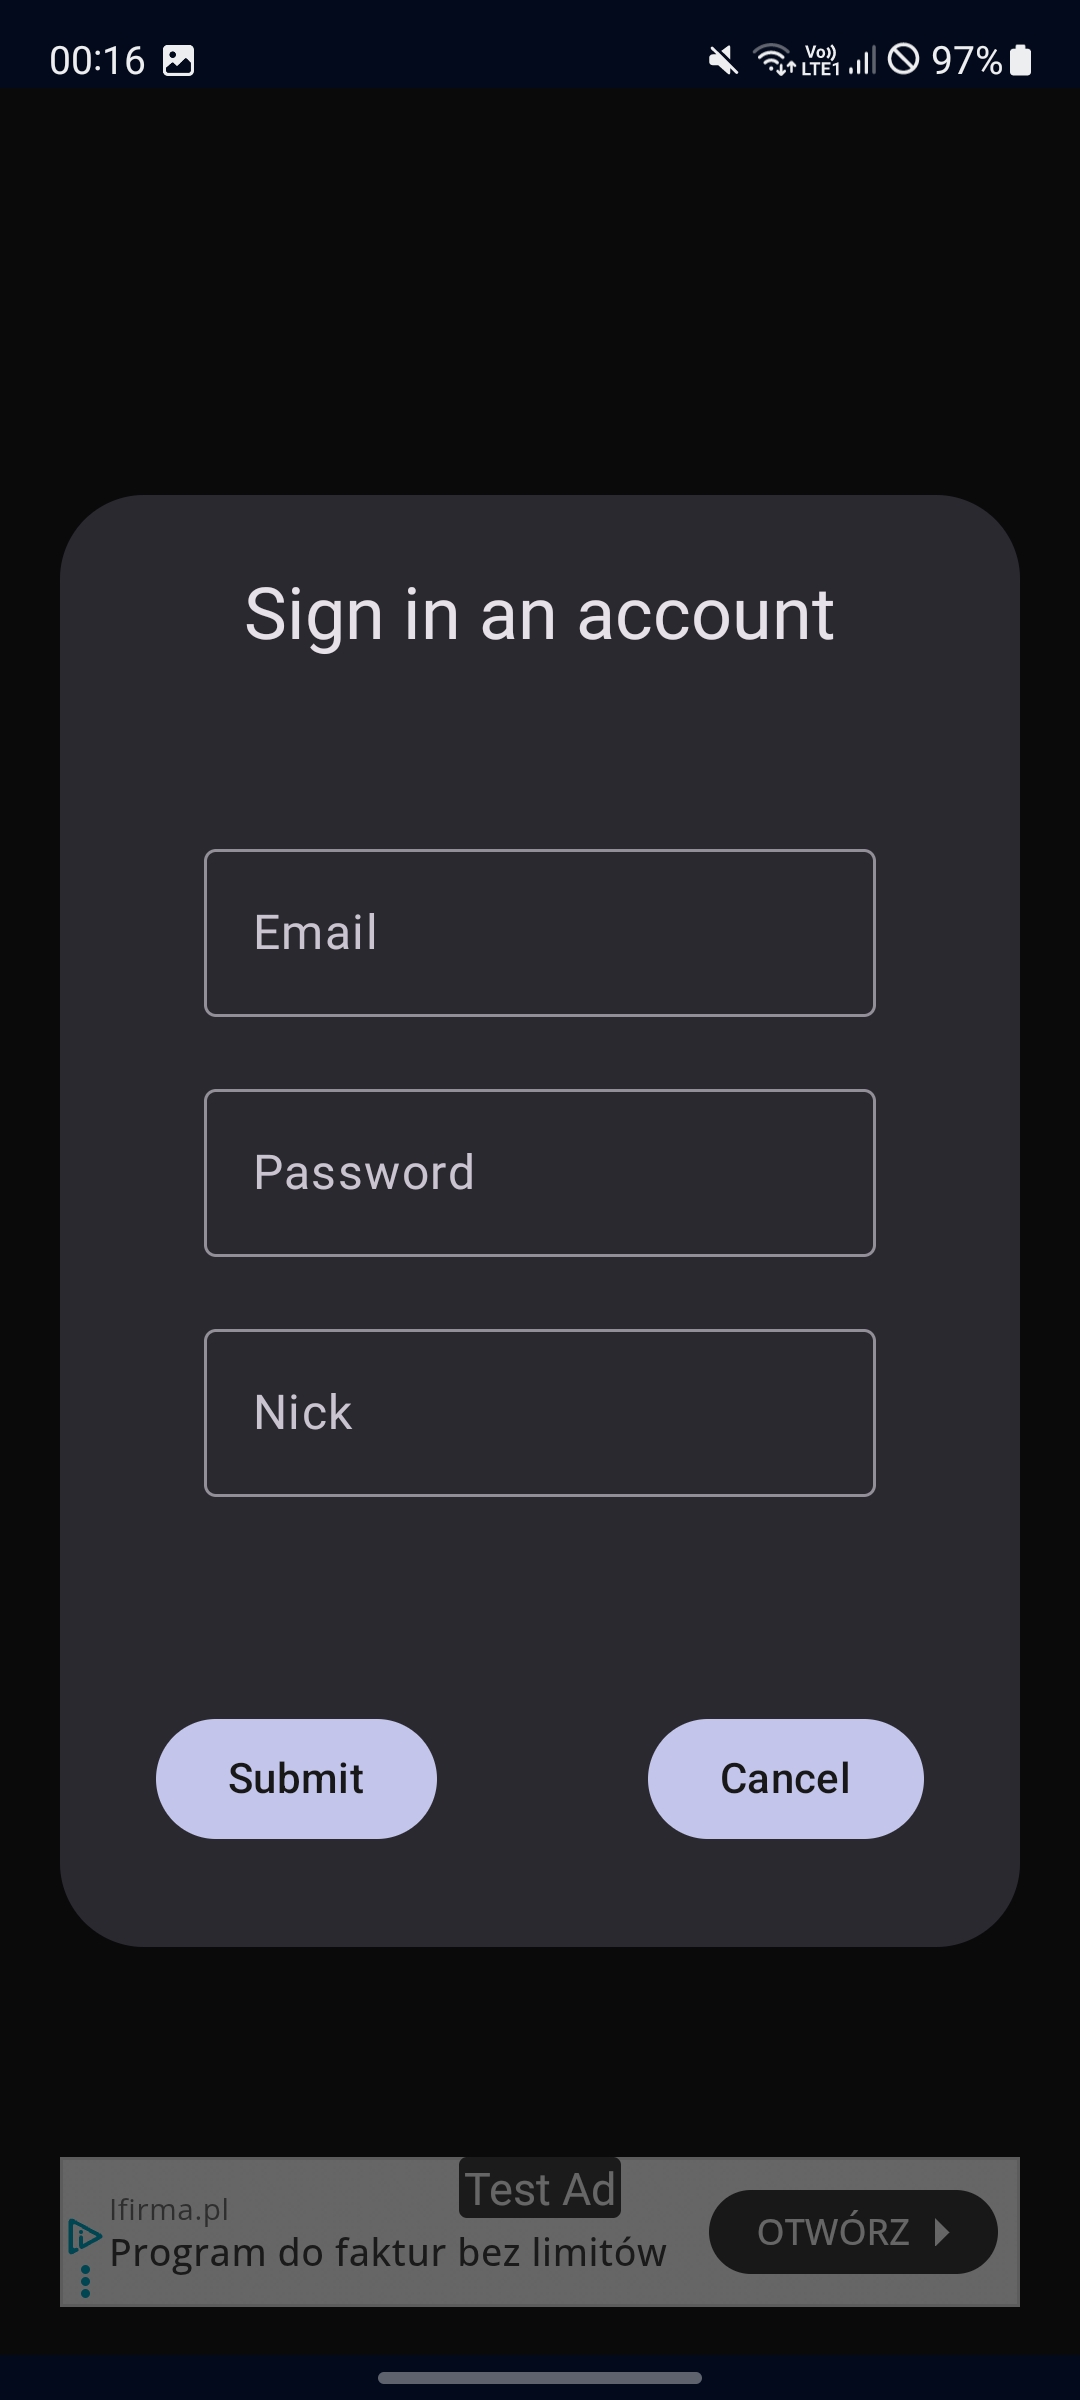 00:16 Vo)) LTE1 97%
Sign in an account
Email
Password
Nick
Submit Cancel
Test Ad
Ifirma.pl
Program do faktur bez limitów
OTWÓRZ